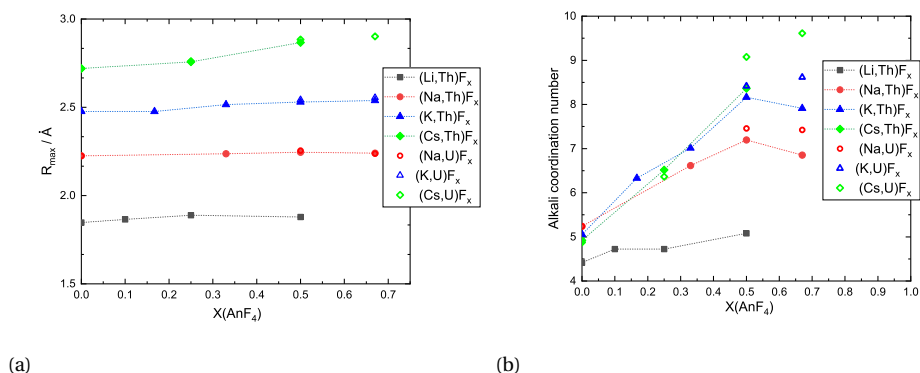 3.0
2.5
2.0
1.5
0.0 0.1 0.2 0.3 0.4 0.5 0.6 0.7
R_max / Å
X(AnF₄)
(Li,Th)Fₓ
(Na,Th)Fₓ
(K,Th)Fₓ
(Cs,Th)Fₓ
(Na,U)Fₓ
(K,U)Fₓ
(Cs,U)Fₓ
(a)
10
9
8
7
6
5
4
0.0 0.1 0.2 0.3 0.4 0.5 0.6 0.7 0.8 0.9 1.0
Alkali coordination number
X(AnF₄)
(Li,Th)Fₓ
(Na,Th)Fₓ
(K,Th)Fₓ
(Cs,Th)Fₓ
(Na,U)Fₓ
(K,U)Fₓ
(Cs,U)Fₓ
(b)